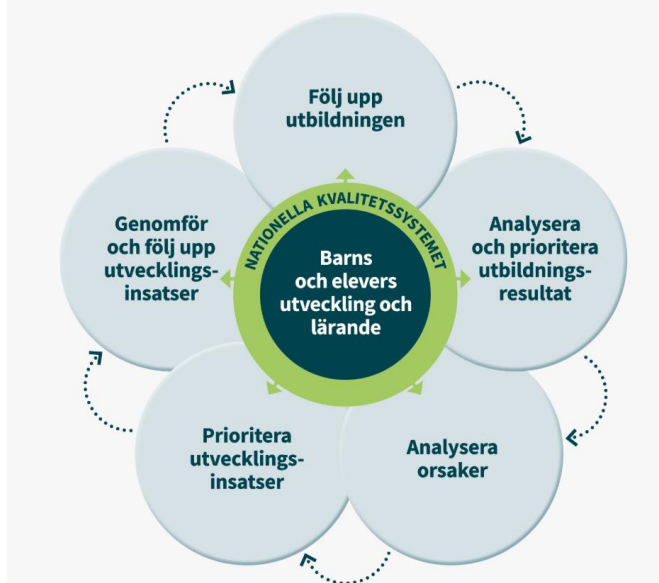 Följ upp
utbildningen
Analysera
och prioritera
utbildnings-
resultat
Analysera
orsaker
Prioritera
utvecklings-
insatser
Genomför
och följ upp
utvecklings-
insatser
NATIONELLA KVALITETSSYSTEMET
Barns
och elevers
utveckling och
lärande